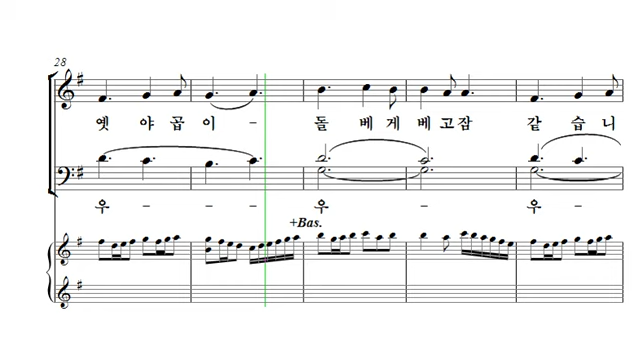 28
옛 야 곱 이 - 돌 베 게 베 고 잠 같 습 니
우 - - - 우 - 우 -
+Bas.